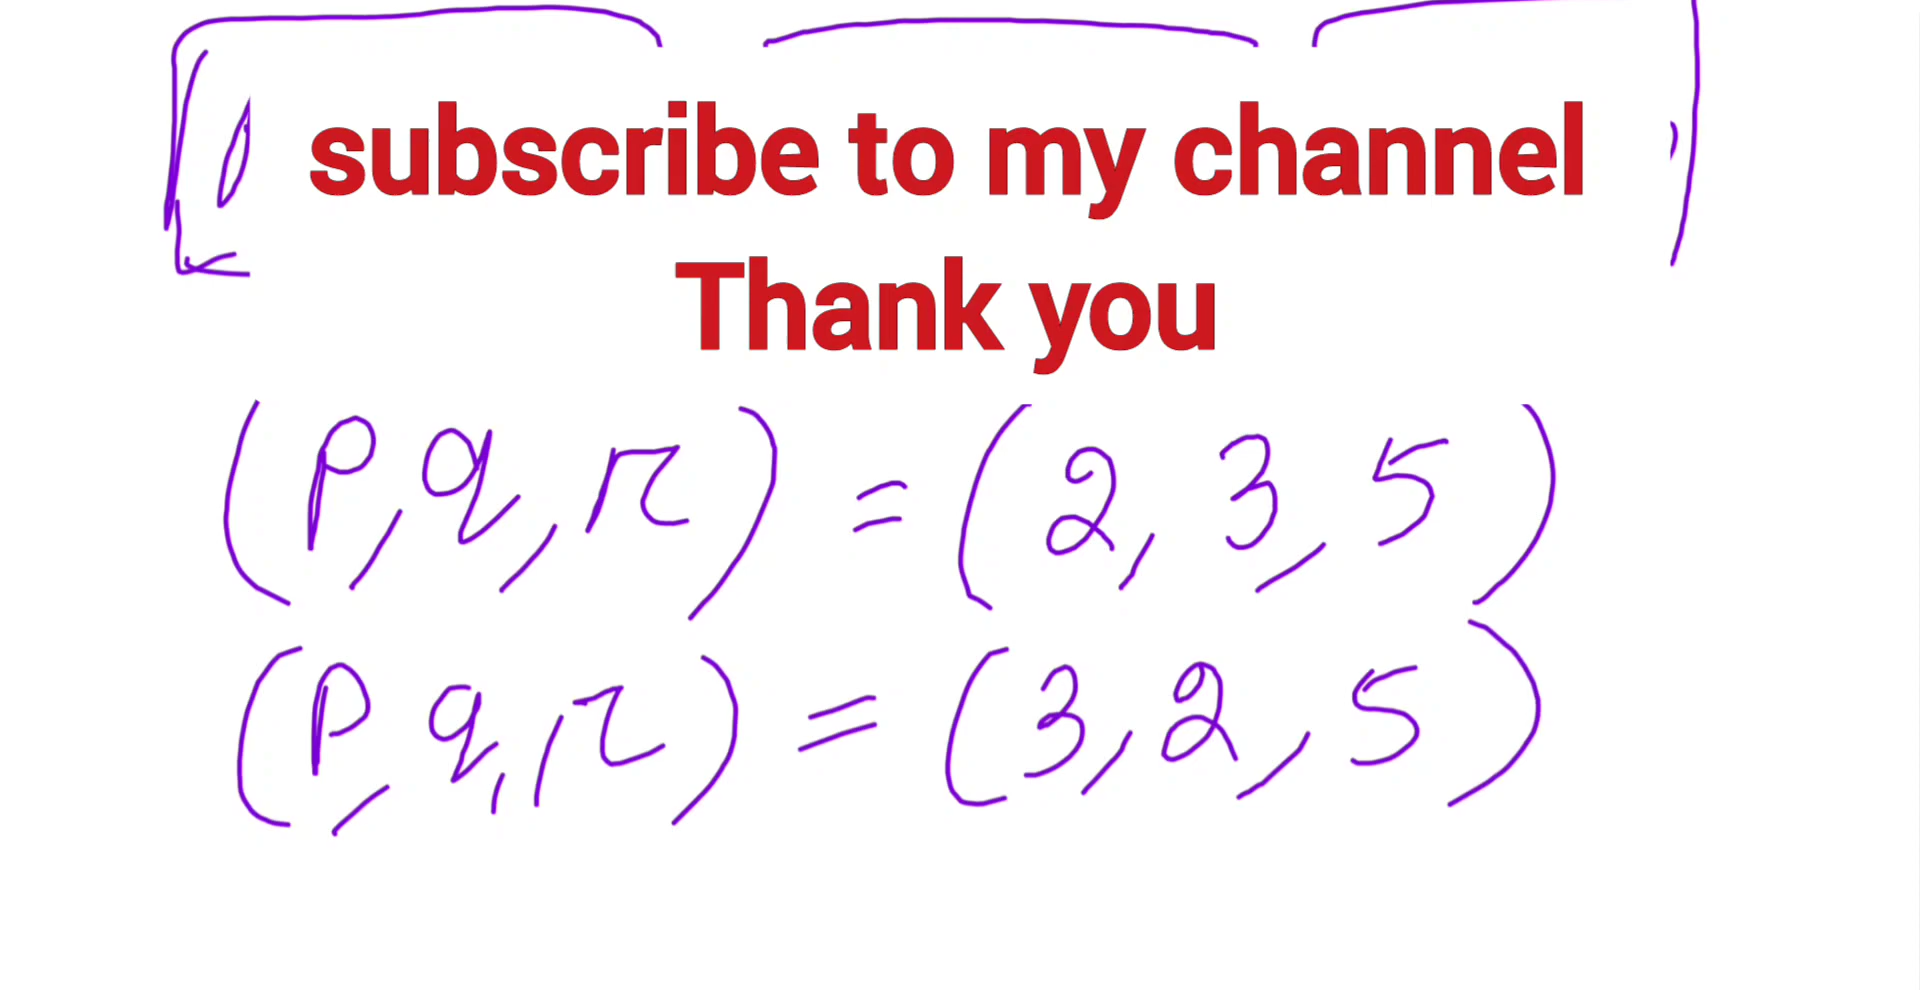 subscribe to my channel
Thank you
(p, q, r) = (2, 3, 5)
(p, q, r) = (3, 2, 5)